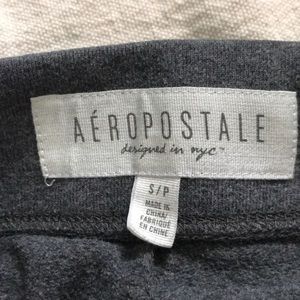 AÉROPOSTALE
designed in nyc™
S/P
MADE IN
CHINA/
FABRIQUÉ
EN CHINE